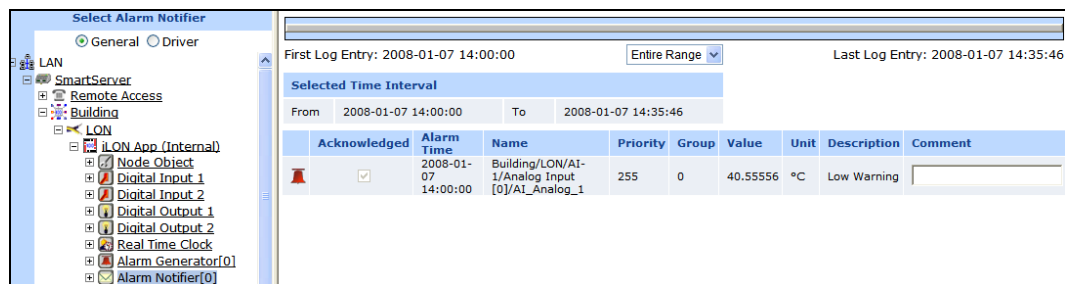 Select Alarm Notifier
General Driver
LAN
SmartServer
Remote Access
Building
LON
iLON App (Internal)
Node Object
Digital Input 1
Digital Input 2
Digital Output 1
Digital Output 2
Real Time Clock
Alarm Generator[0]
Alarm Notifier[0]
First Log Entry: 2008-01-07 14:00:00 Entire Range Last Log Entry: 2008-01-07 14:35:46
Selected Time Interval
From 2008-01-07 14:00:00 To 2008-01-07 14:35:46
Acknowledged Alarm Time Name Priority Group Value Unit Description Comment
2008-01-07 14:00:00 Building/LON/AI-1/Analog Input [0]/AI_Analog_1 255 0 40.55556 °C Low Warning